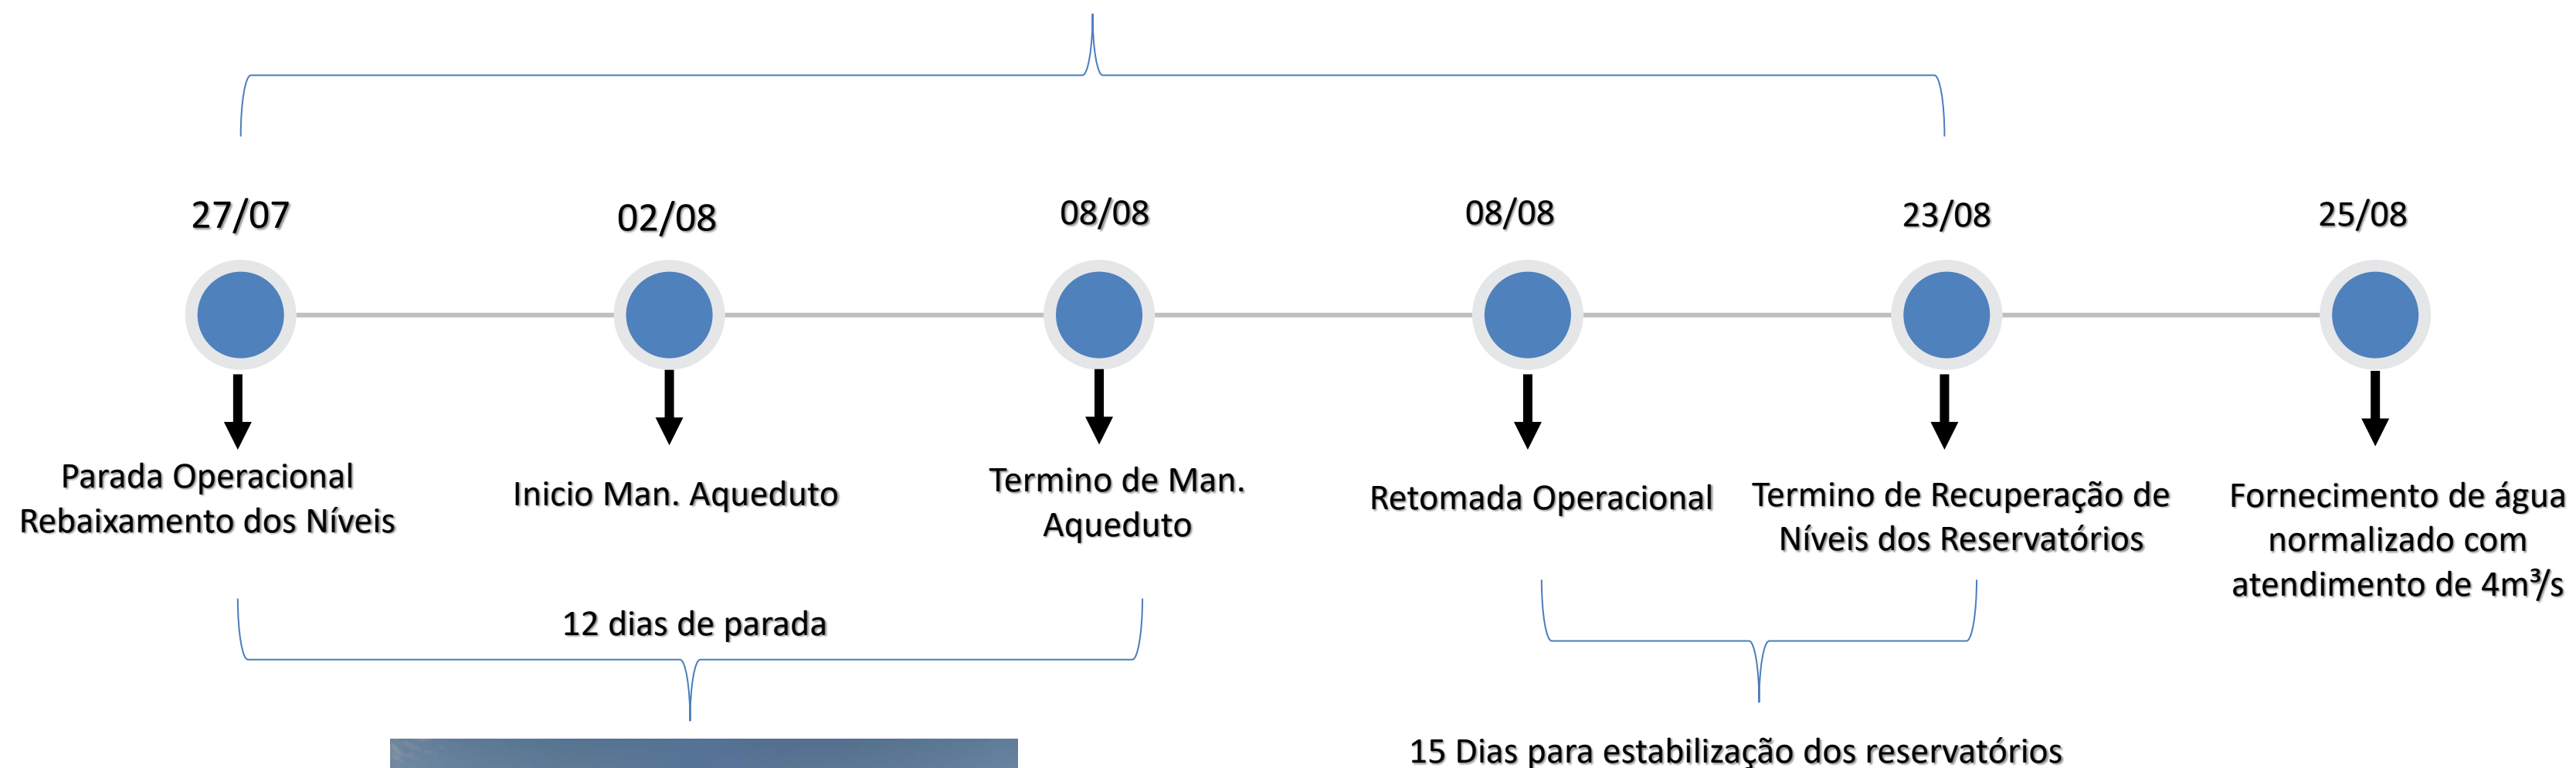 27/07
02/08
08/08
08/08
23/08
25/08
Parada Operacional
Rebaixamento dos Níveis
Inicio Man. Aqueduto
Termino de Man.
Aqueduto
Retomada Operacional
Termino de Recuperação de
Níveis dos Reservatórios
Fornecimento de água
normalizado com
atendimento de 4m³/s
12 dias de parada
15 Dias para estabilização dos reservatórios